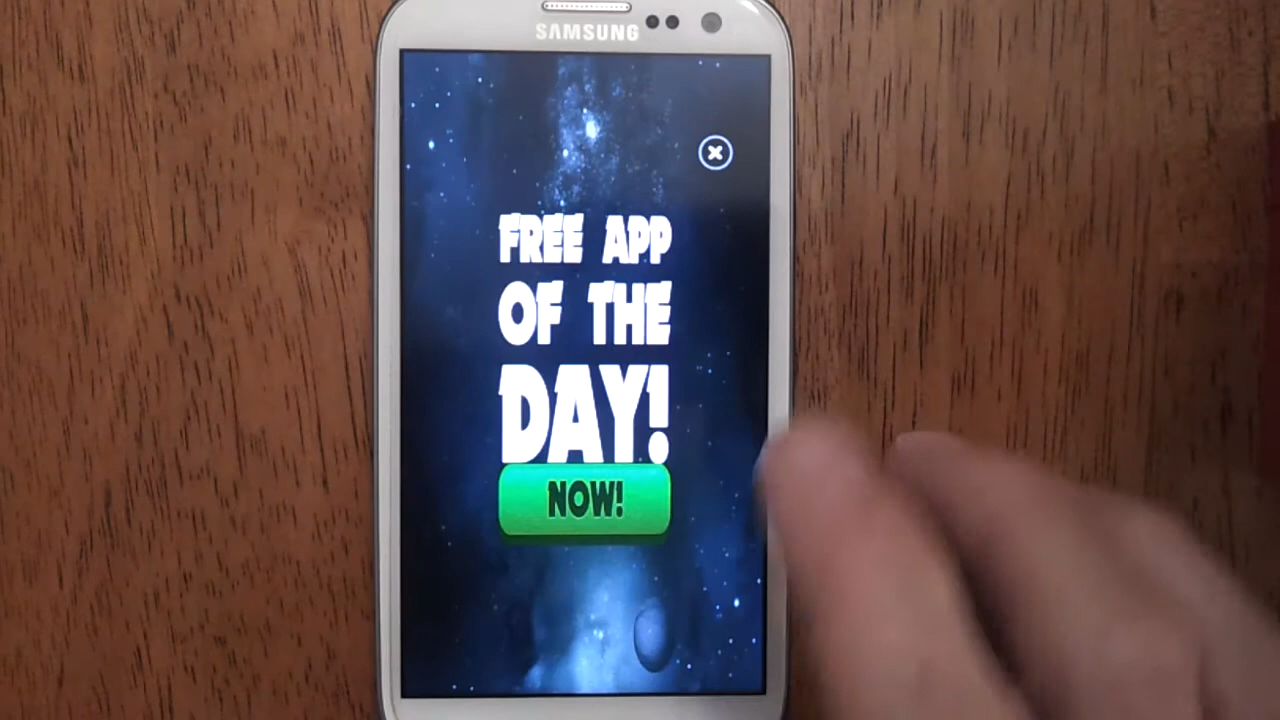 SAMSUNG
FREE APP
OF THE
DAY!
NOW!